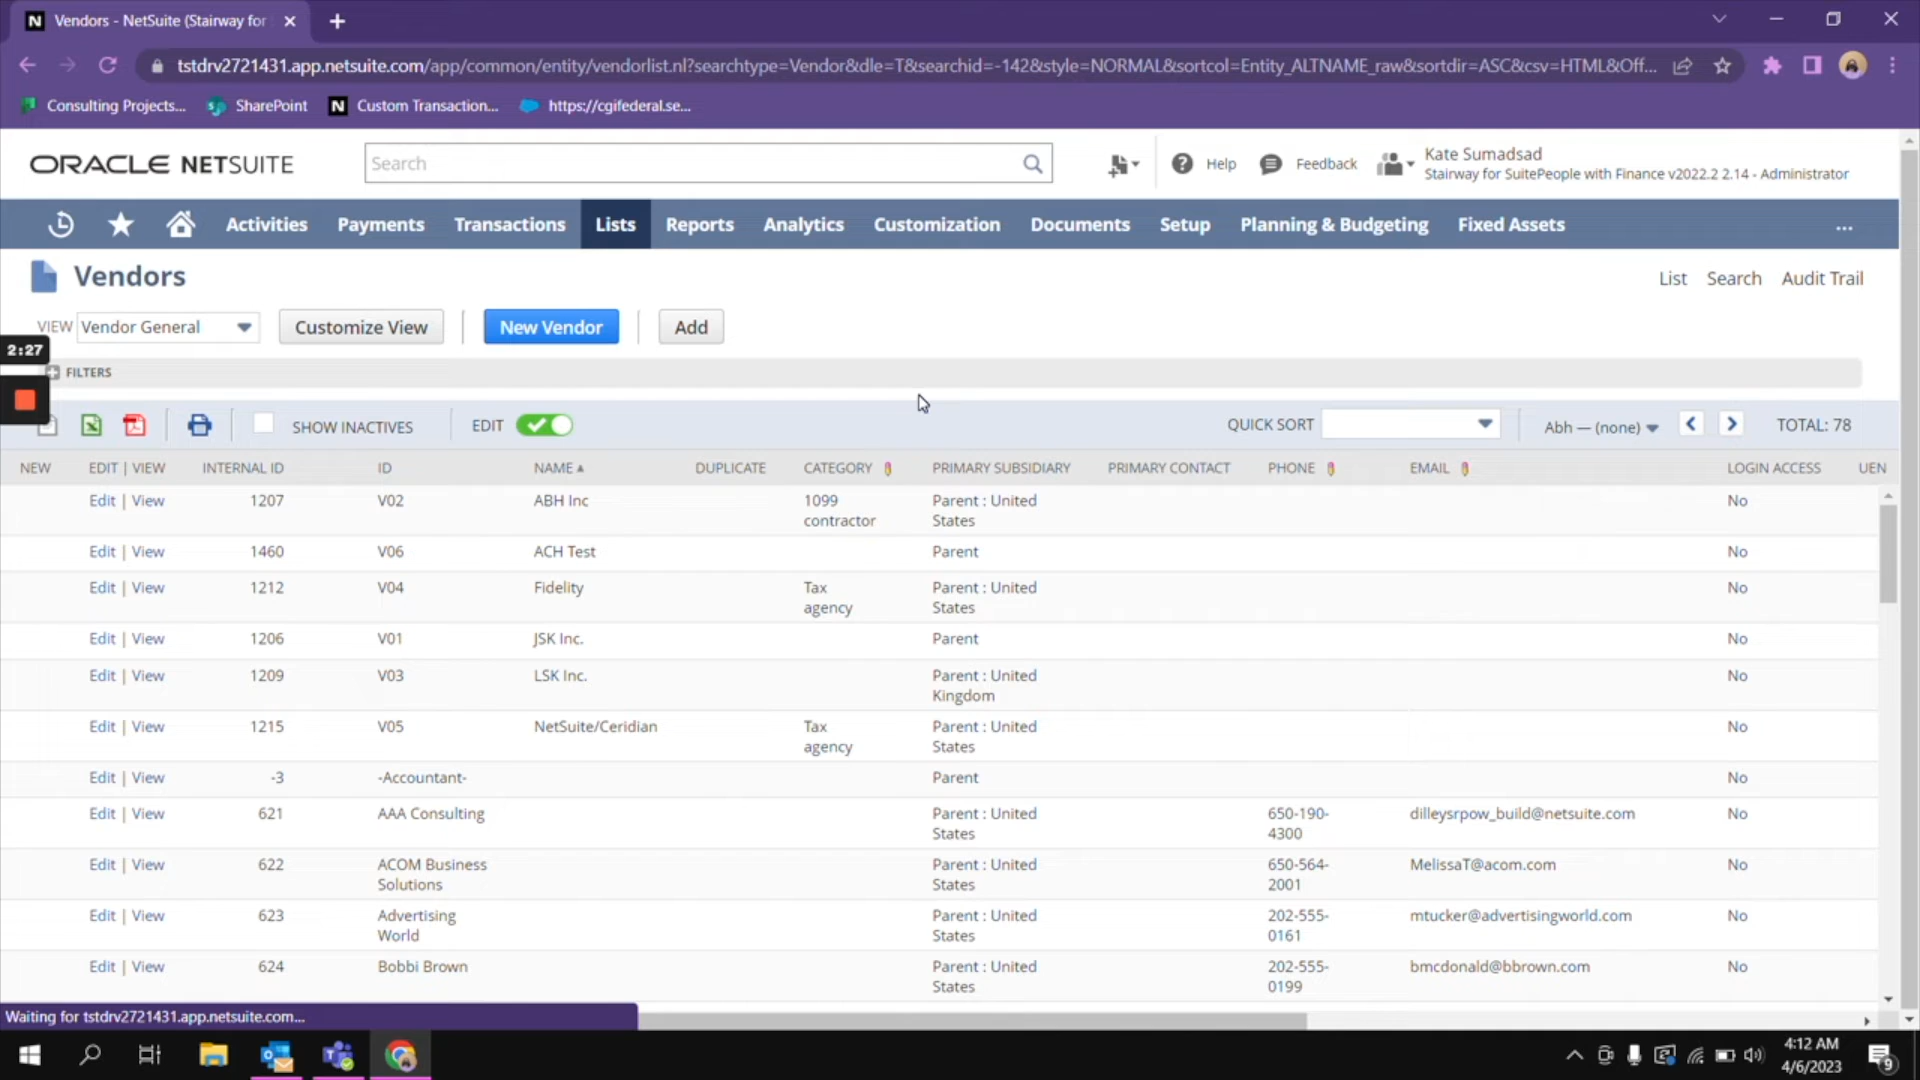 Vendors - NetSuite (Stairway for
tstdrv2721431.app.netsuite.com/app/common/entity/vendorlist.nl?searchtype=Vendor&dle=T&searchid=-142&style=NORMAL&sortcol=Entity_ALTNAME_raw&sortdir=ASC&csv=HTML&Off...
Consulting Projects... SharePoint Custom Transaction... https://cgifederal.se...
ORACLE NETSUITE Search Help Feedback Kate Sumadsad
Stairway for SuitePeople with Finance v2022.2 2.14 - Administrator
Activities Payments Transactions Lists Reports Analytics Customization Documents Setup Planning & Budgeting Fixed Assets ...
Vendors List Search Audit Trail
VIEW Vendor General Customize View New Vendor Add
2:27
FILTERS
SHOW INACTIVES EDIT QUICK SORT Abh — (none) TOTAL: 78
NEW EDIT | VIEW INTERNAL ID ID NAME DUPLICATE CATEGORY PRIMARY SUBSIDIARY PRIMARY CONTACT PHONE EMAIL LOGIN ACCESS UEN
Edit | View 1207 V02 ABH Inc 1099 Parent : United No
contractor States
Edit | View 1460 V06 ACH Test Parent No
Edit | View 1212 V04 Fidelity Tax Parent : United No
agency States
Edit | View 1206 V01 JSK Inc. Parent No
Edit | View 1209 V03 LSK Inc. Parent : United No
Kingdom
Edit | View 1215 V05 NetSuite/Ceridian Tax Parent : United No
agency States
Edit | View -3 -Accountant- Parent No
Edit | View 621 AAA Consulting Parent : United 650-190- dilleysrpow_build@netsuite.com No
States 4300
Edit | View 622 ACOM Business Parent : United 650-564- MelissaT@acom.com No
Solutions States 2001
Edit | View 623 Advertising Parent : United 202-555- mtucker@advertisingworld.com No
World States 0161
Edit | View 624 Bobbi Brown Parent : United 202-555- bmcdonald@bbrown.com No
States 0199
Waiting for tstdrv2721431.app.netsuite.com...
4:12 AM
4/6/2023
9